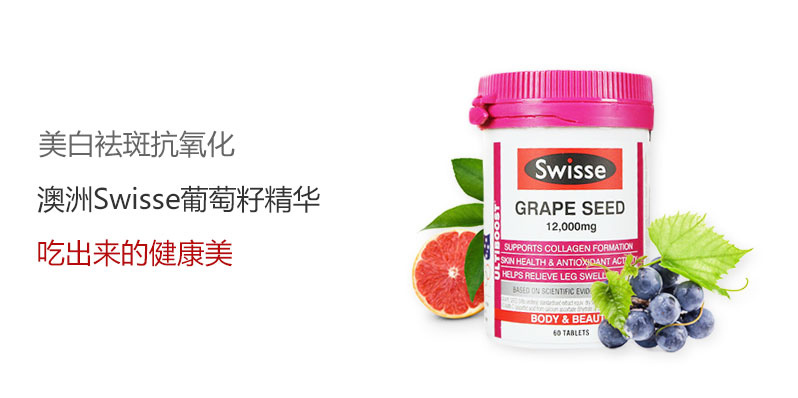 美白祛斑抗氧化
澳洲Swisse葡萄籽精华
吃出来的健康美
Swisse
GRAPE SEED
12,000mg
ULTIBOOST
SUPPORTS COLLAGEN FORMATION
SKIN HEALTH & ANTIOXIDANT
HELPS RELIEVE LEG
BASED ON SCIENTIFIC
BODY &
60 TABLETS